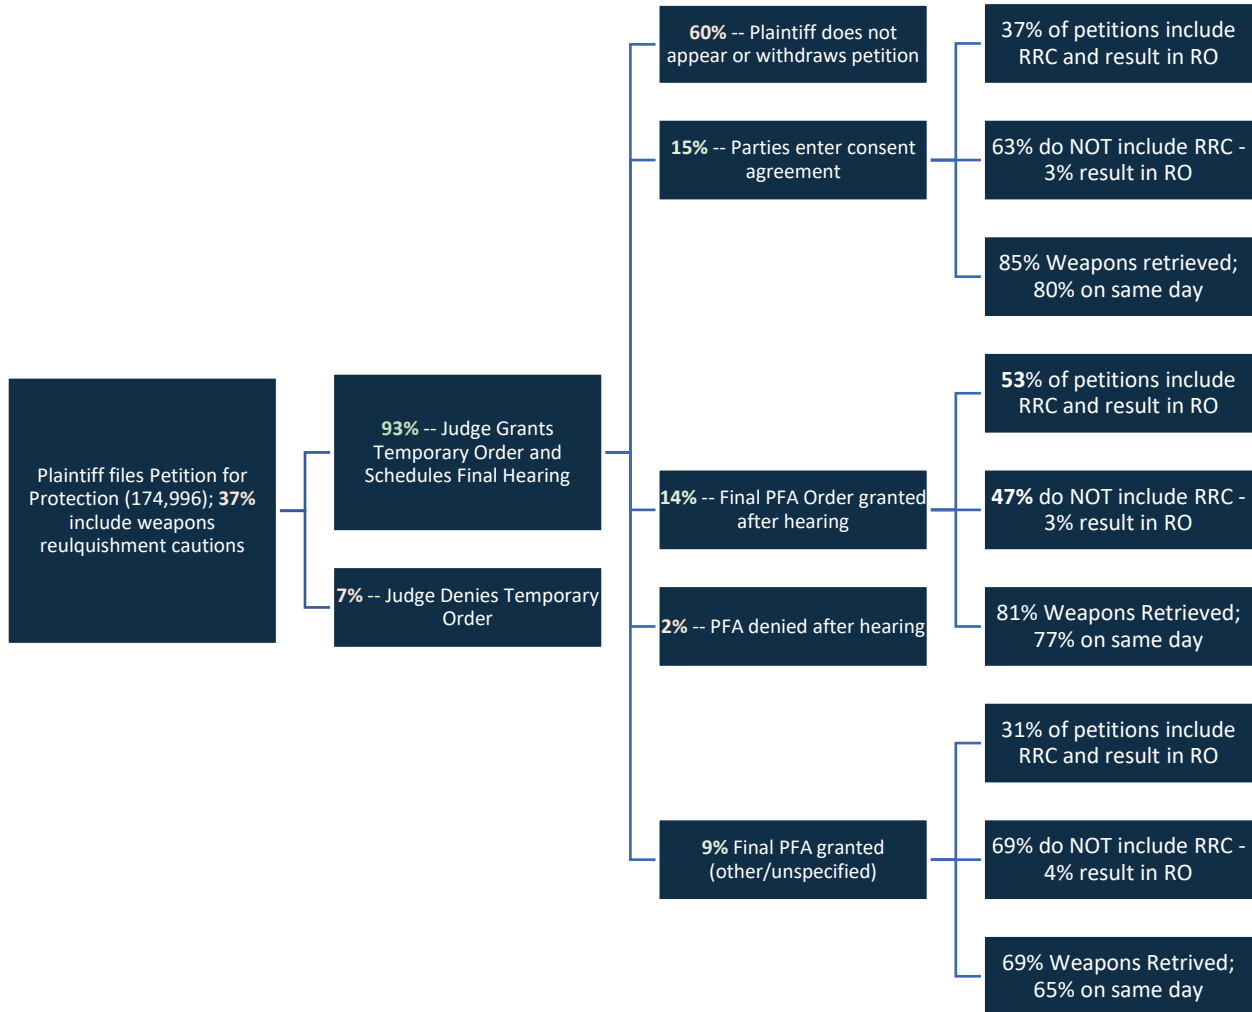 Plaintiff files Petition for
Protection (174,996); 37%
include weapons
reulquishment cautions
93% -- Judge Grants
Temporary Order and
Schedules Final Hearing
7% -- Judge Denies Temporary
Order
60% -- Plaintiff does not
appear or withdraws petition
15% -- Parties enter consent
agreement
14% -- Final PFA Order granted
after hearing
2% -- PFA denied after hearing
9% Final PFA granted
(other/unspecified)
37% of petitions include
RRC and result in RO
63% do NOT include RRC -
3% result in RO
85% Weapons retrieved;
80% on same day
53% of petitions include
RRC and result in RO
47% do NOT include RRC -
3% result in RO
81% Weapons Retrieved;
77% on same day
31% of petitions include
RRC and result in RO
69% do NOT include RRC -
4% result in RO
69% Weapons Retrived;
65% on same day